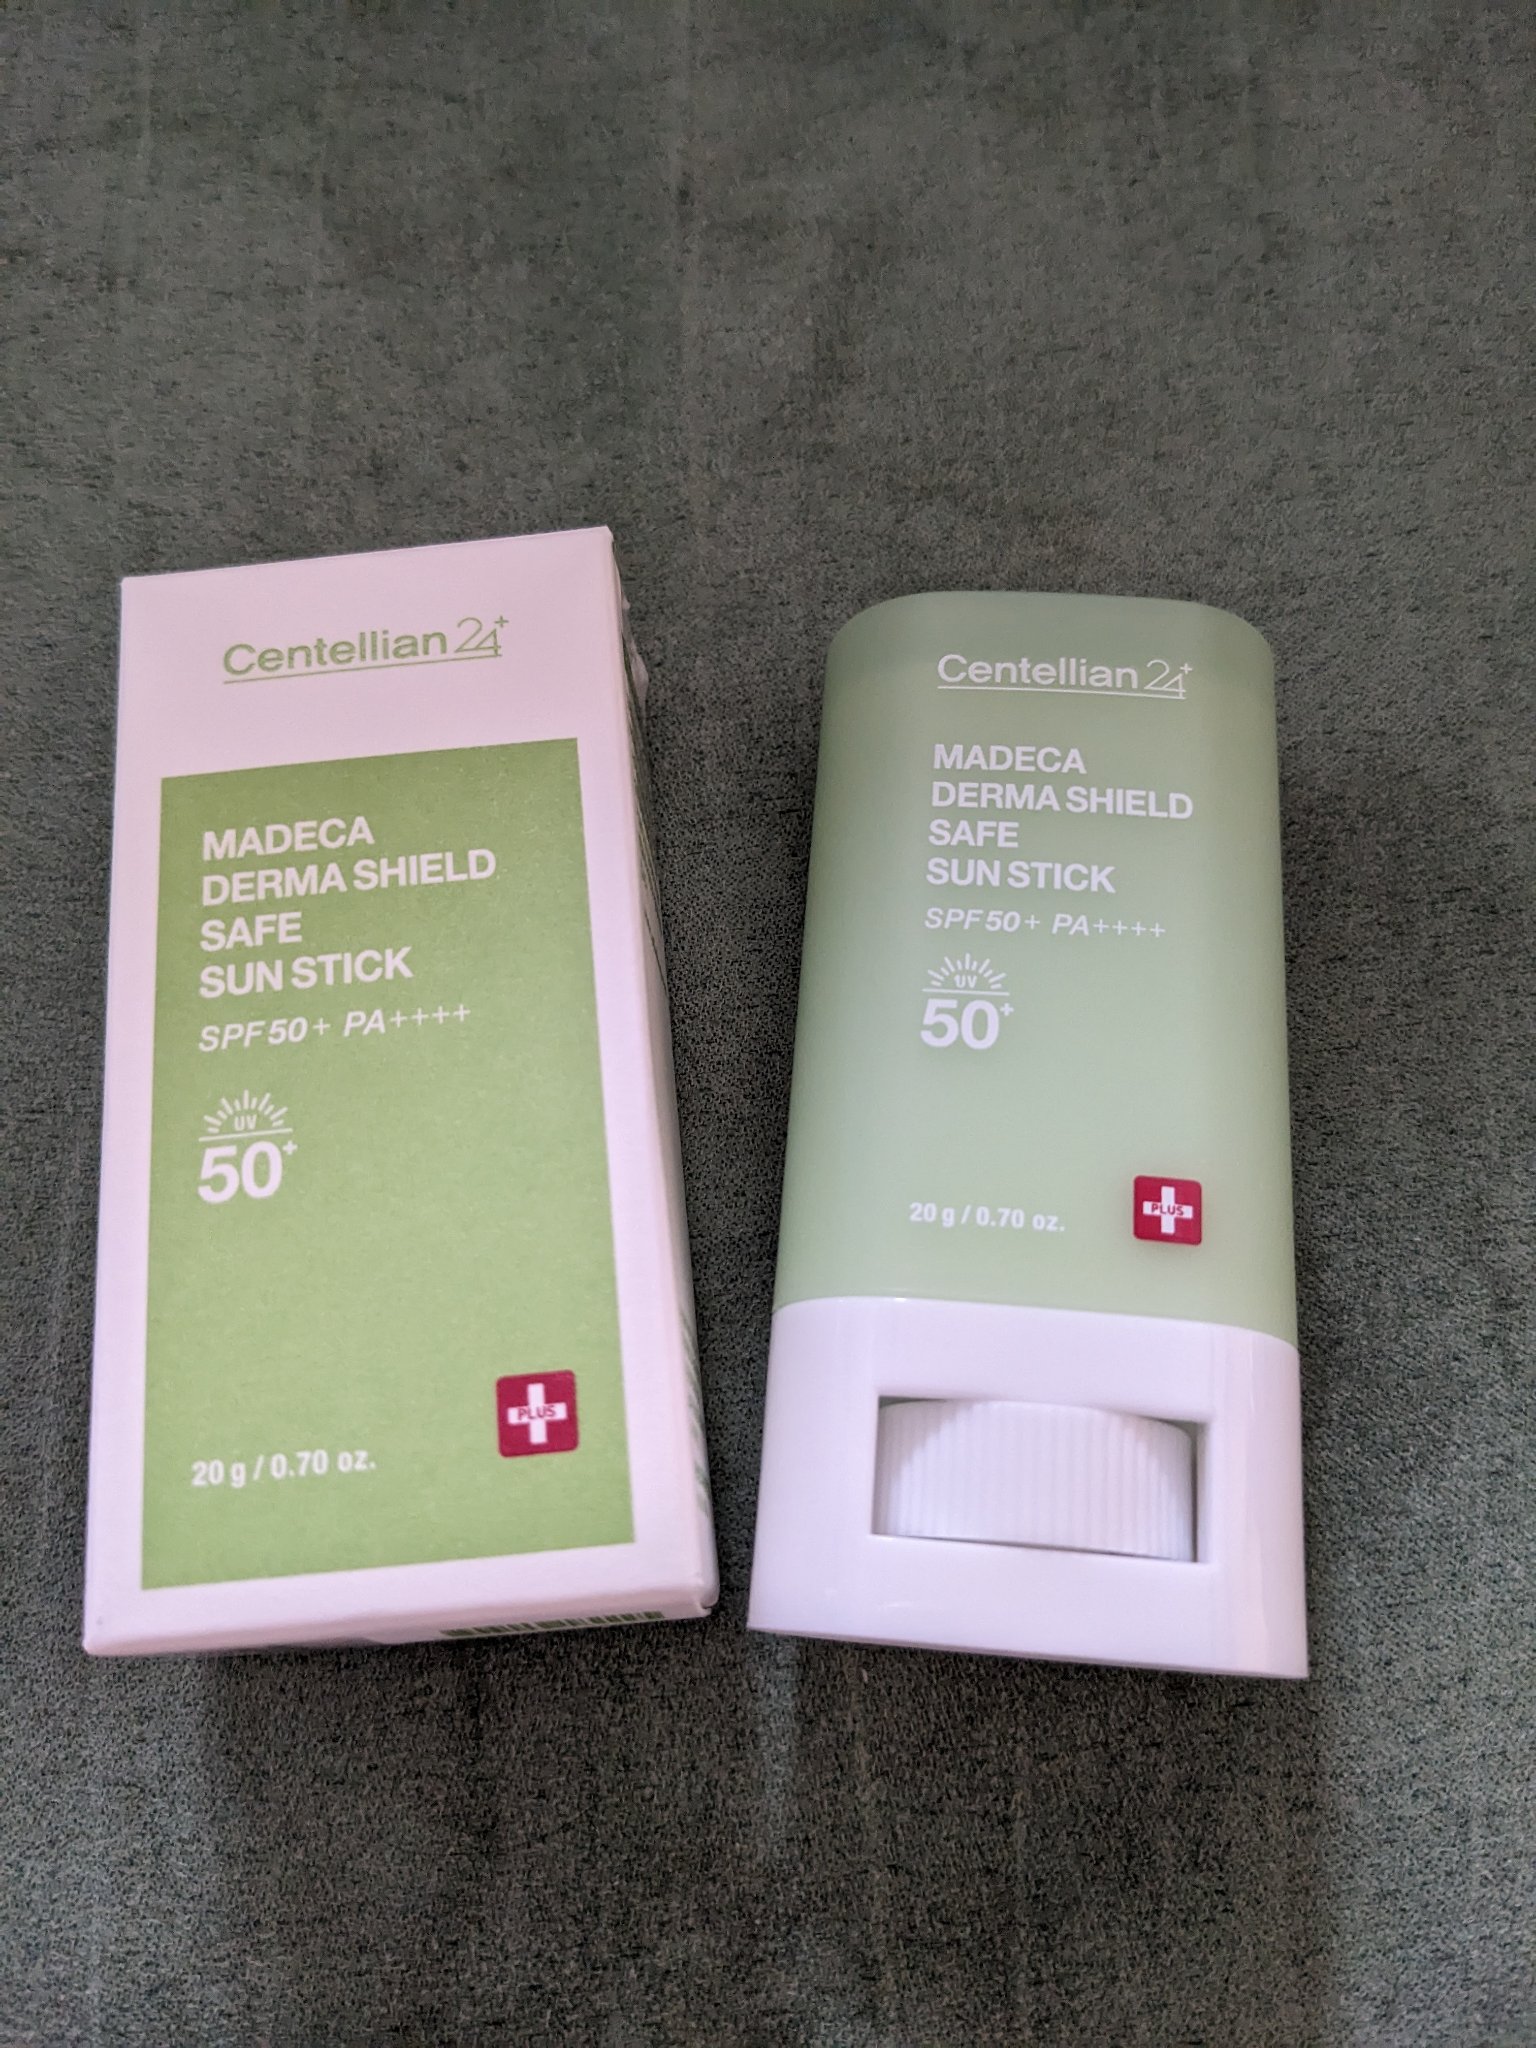 Centellian 24+
MADECA
DERMA SHIELD
SAFE
SUN STICK
SPF 50+ PA++++
UV
50+
PLUS
20 g / 0.70 oz.
Centellian 24+
MADECA
DERMA SHIELD
SAFE
SUN STICK
SPF 50+ PA++++
UV
50+
20 g / 0.70 oz.
PLUS